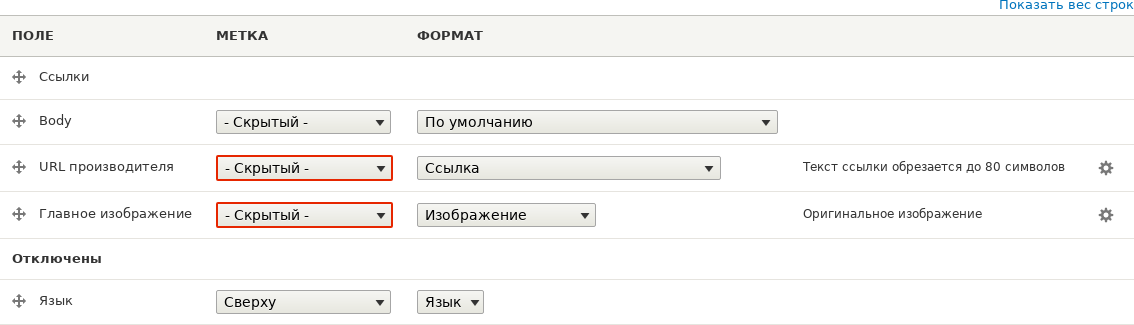 Показать вес строк
ПОЛЕ МЕТКА ФОРМАТ
Ссылки
Body - Скрытый - По умолчанию
URL производителя - Скрытый - Ссылка Текст ссылки обрезается до 80 символов
Главное изображение - Скрытый - Изображение Оригинальное изображение
Отключены
Язык Сверху Язык